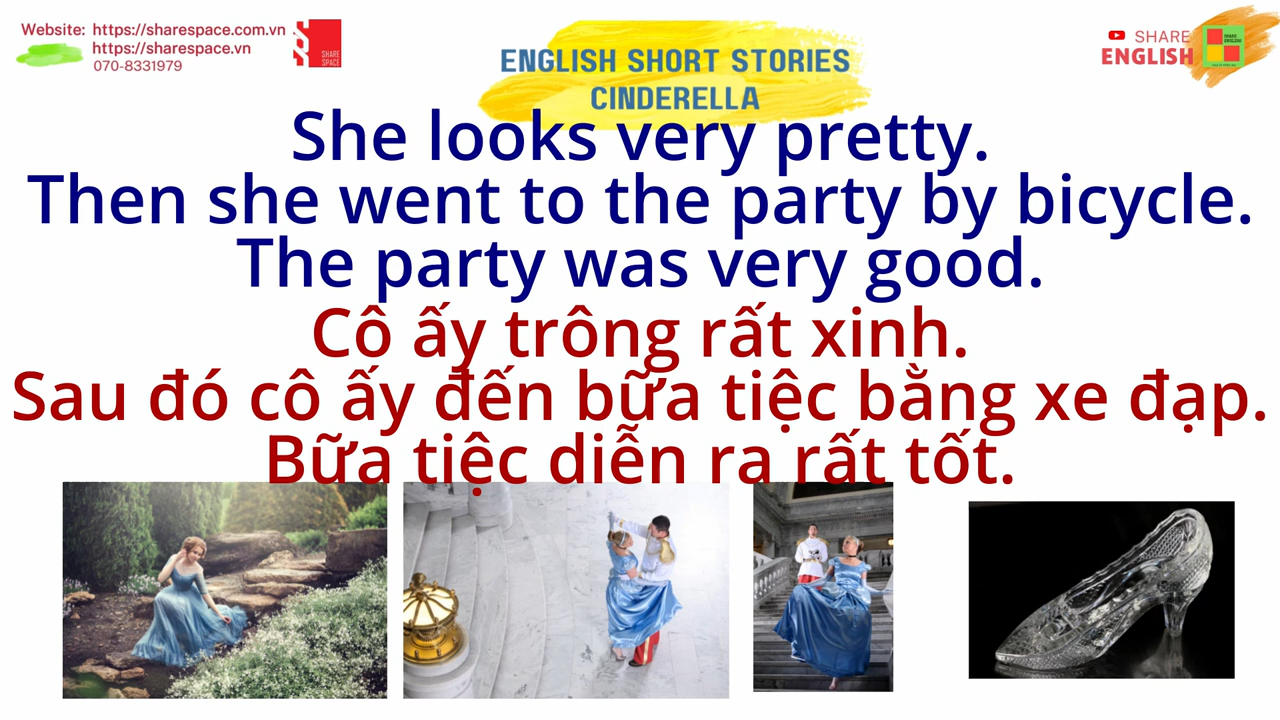 Website: https://sharespace.com.vn
https://sharespace.vn
070-8331979
SHARE
SPACE
ENGLISH SHORT STORIES
CINDERELLA
SHARE
ENGLISH
She looks very pretty.
Then she went to the party by bicycle.
The party was very good.
Cô ấy trông rất xinh.
Sau đó cô ấy đến bữa tiệc bằng xe đạp.
Bữa tiệc diễn ra rất tốt.